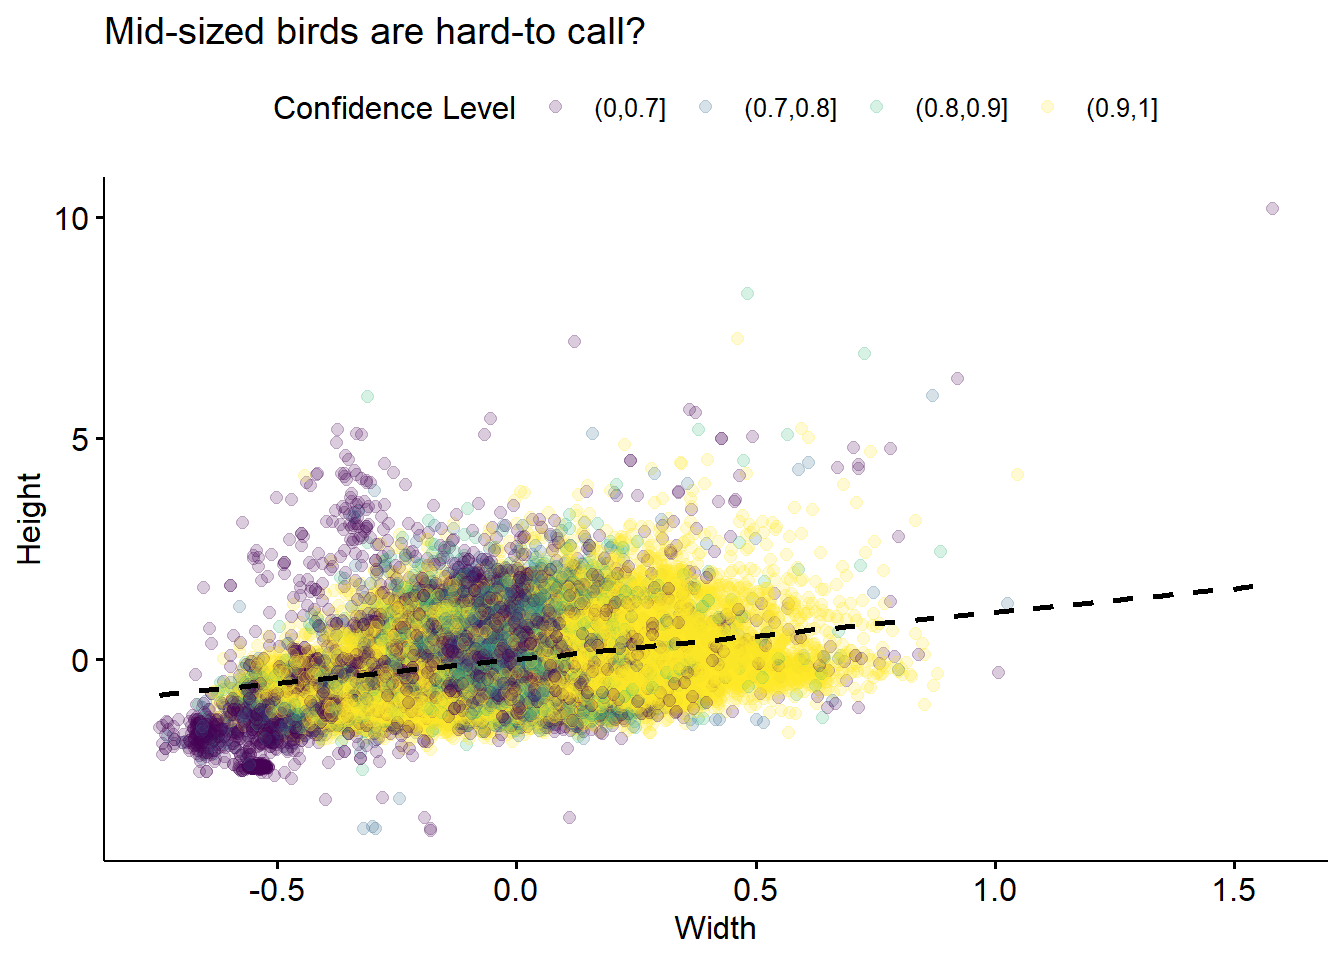 Mid-sized birds are hard-to call?
Confidence Level (0,0.7] (0.7,0.8] (0.8,0.9] (0.9,1]
10
5
0
Height
-0.5 0.0 0.5 1.0 1.5
Width